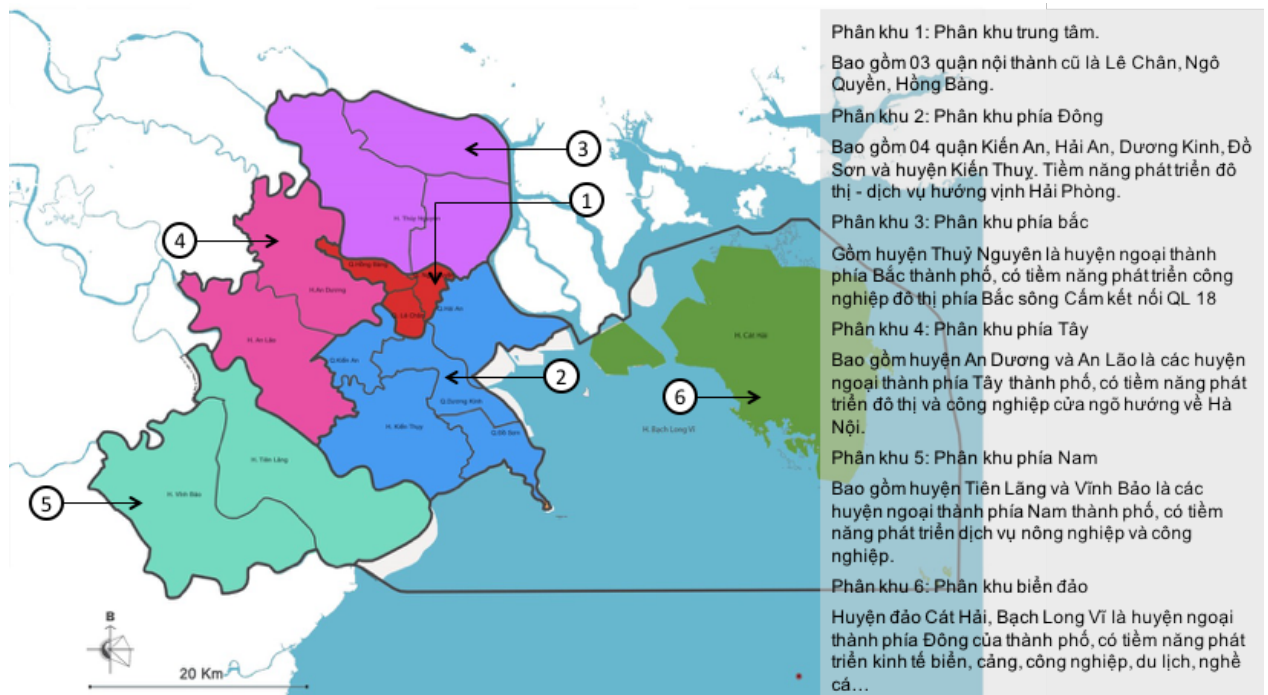 Phân khu 1: Phân khu trung tâm.
Bao gồm 03 quận nội thành cũ là Lê Chân, Ngô
Quyền, Hồng Bàng.
Phân khu 2: Phân khu phía Đông
Bao gồm 04 quận Kiến An, Hải An, Dương Kinh, Đồ
Sơn và huyện Kiến Thuỵ. Tiềm năng phát triển đô
thị - dịch vụ hướng vịnh Hải Phòng.
Phân khu 3: Phân khu phía bắc
Gồm huyện Thuỷ Nguyên là huyện ngoại thành
phía Bắc thành phố, có tiềm năng phát triển công
nghiệp đô thị phía Bắc sông Cấm kết nối QL 18
Phân khu 4: Phân khu phía Tây
Bao gồm huyện An Dương và An Lão là các huyện
ngoại thành phía Tây thành phố, có tiềm năng phát
triển đô thị và công nghiệp cửa ngõ hướng về Hà
Nội.
Phân khu 5: Phân khu phía Nam
Bao gồm huyện Tiên Lãng và Vĩnh Bảo là các
huyện ngoại thành phía Nam thành phố, có tiềm
năng phát triển dịch vụ nông nghiệp và công
nghiệp.
Phân khu 6: Phân khu biển đảo
Huyện đảo Cát Hải, Bạch Long Vĩ là huyện ngoại
thành phía Đông của thành phố, có tiềm năng phát
triển kinh tế biển, cảng, công nghiệp, du lịch, nghề
cá...
3
1
4
2
6
5
H. Thủy Nguyên
Q.Hồng Bàng
Q. Lê Chân
Q.Hải An
H.An Dương
H. An Lão
Q.Kiến An
Q.Dương Kinh
H. Kiến Thụy
Q.Đồ Sơn
H. Tiên Lãng
H. Vĩnh Bảo
H. Cát Hải
H. Bạch Long Vĩ
B
20 Km